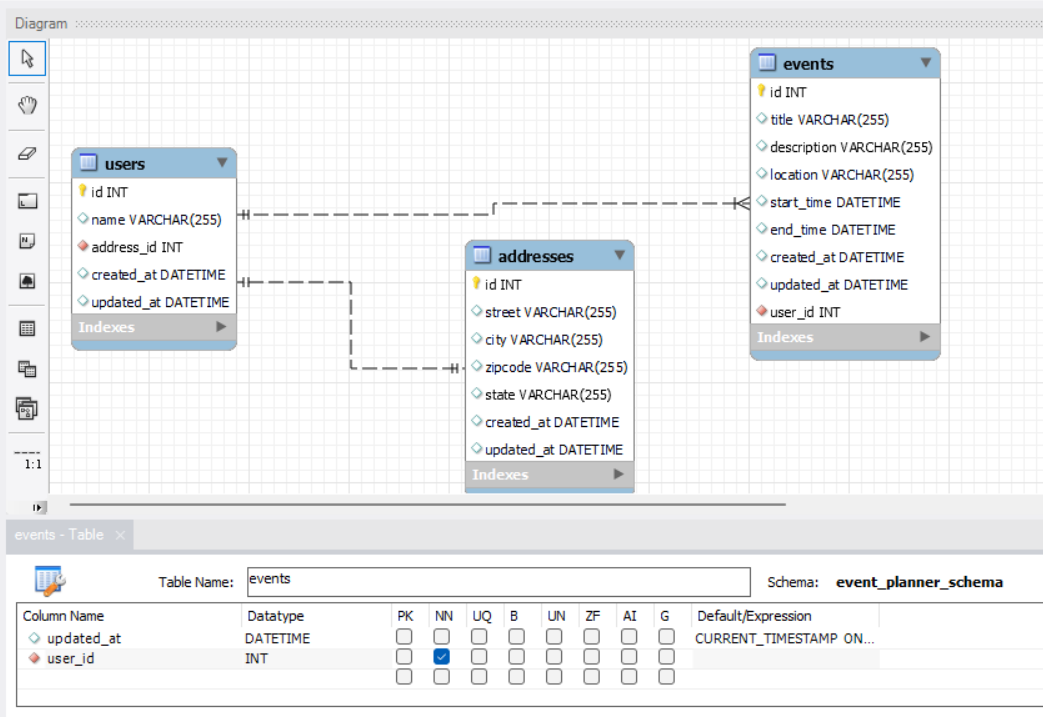 Diagram
events
id INT
title VARCHAR(255)
description VARCHAR(255)
location VARCHAR(255)
start_time DATETIME
end_time DATETIME
created_at DATETIME
updated_at DATETIME
user_id INT
Indexes
users
id INT
name VARCHAR(255)
address_id INT
created_at DATETIME
updated_at DATETIME
Indexes
addresses
id INT
street VARCHAR(255)
city VARCHAR(255)
zipcode VARCHAR(255)
state VARCHAR(255)
created_at DATETIME
updated_at DATETIME
Indexes
1:1
events - Table
Table Name: events Schema: event_planner_schema
Column Name Datatype PK NN UQ B UN ZF AI G Default/Expression
updated_at DATETIME CURRENT_TIMESTAMP ON...
user_id INT